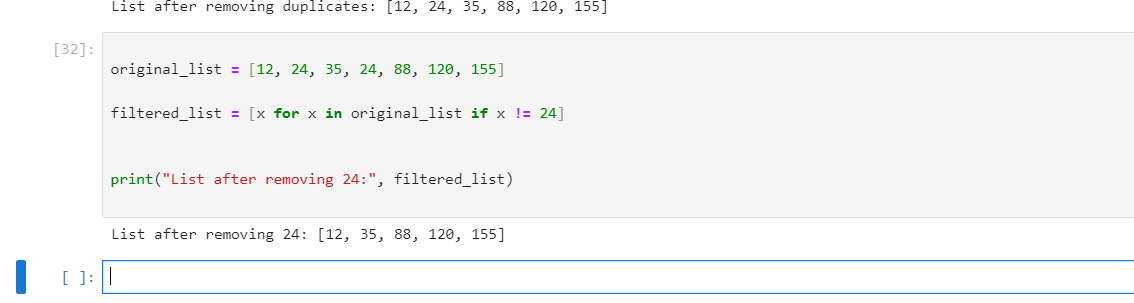 List after removing duplicates: [12, 24, 35, 88, 120, 155]
[32]:
original_list = [12, 24, 35, 24, 88, 120, 155]
filtered_list = [x for x in original_list if x != 24]
print("List after removing 24:", filtered_list)
List after removing 24: [12, 35, 88, 120, 155]
[ ]: